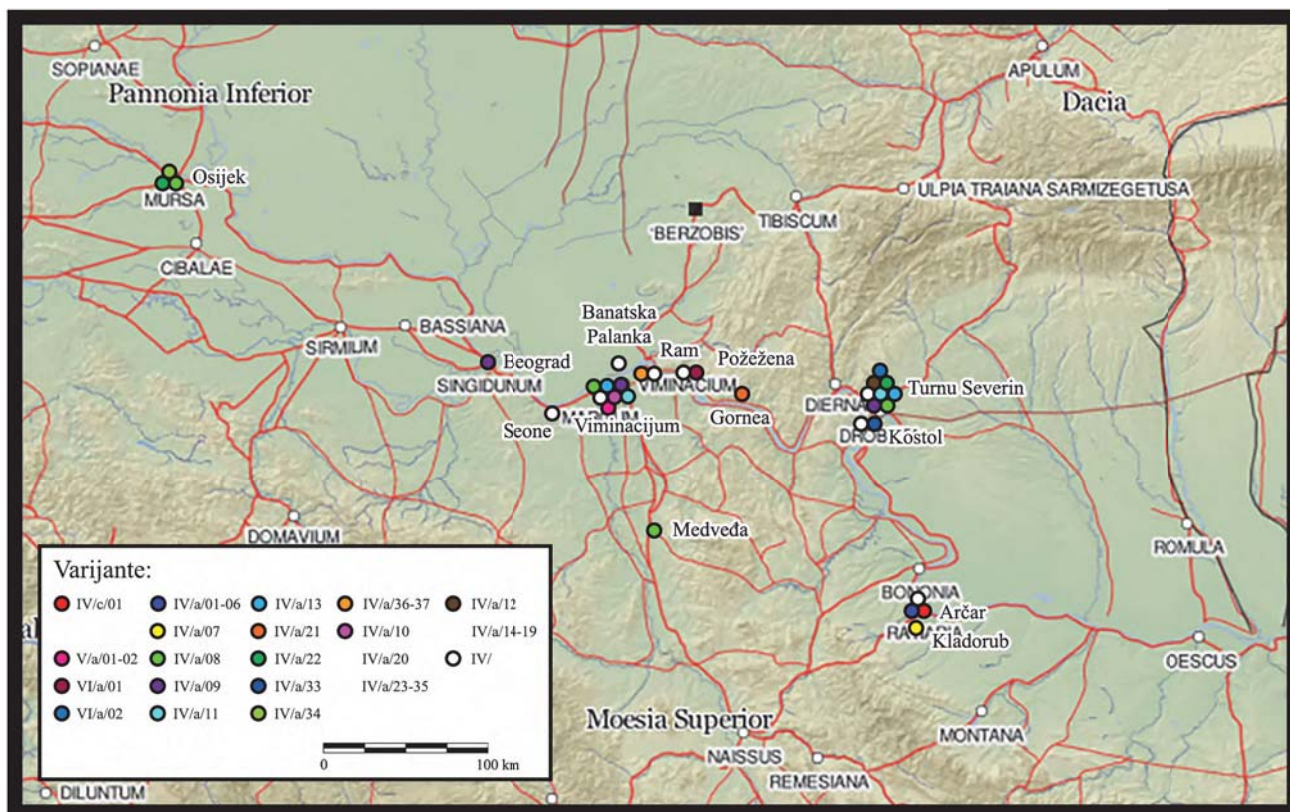 SOPIANAE
Pannonia Inferior
APULUM
Dacia
Osijek
MURSA
ULPIA TRAIANA SARMIZEGETUSA
TIBISCUM
'BERZOBIS'
CIBALAE
BASSIANA
SIRMIUM
Banatska
Palanka
Ram
Požežena
Beograd
SINGIDUNUM
VIMINACIUM
Turnu Severin
Gornea
Seone
Viminacijum
Köstol
Medveđa
DOMAVIUM
ROMULA
BONONIA
Arčar
RATIARIA
Kladorub
OESCUS
Moesia Superior
MONTANA
NAISSUS
REMESIANA
DILUNTUM
Varijante:
IV/c/01 IV/a/01-06 IV/a/13 IV/a/36-37 IV/a/12
IV/a/07 IV/a/21 IV/a/10 IV/a/14-19
V/a/01-02 IV/a/08 IV/a/22 IV/a/20 IV/
VI/a/01 IV/a/09 IV/a/33 IV/a/23-35
VI/a/02 IV/a/11 IV/a/34
0 100 km